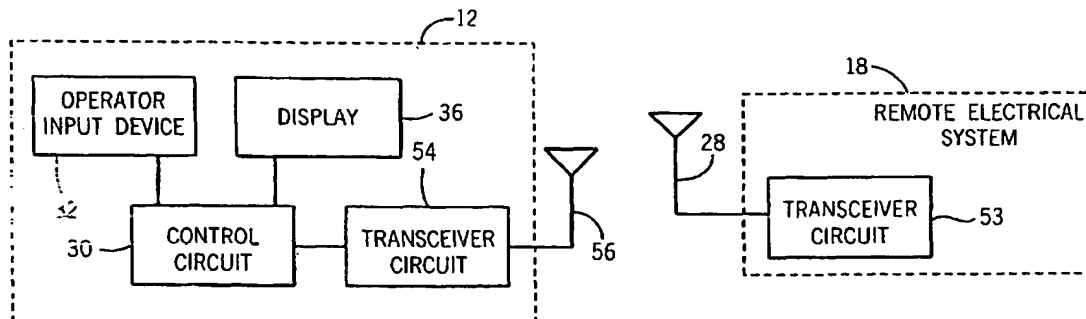 12
OPERATOR
INPUT DEVICE
32
DISPLAY
36
54
30
CONTROL
CIRCUIT
TRANSCEIVER
CIRCUIT
56
28
18
REMOTE ELECTRICAL
SYSTEM
TRANSCEIVER
CIRCUIT
53